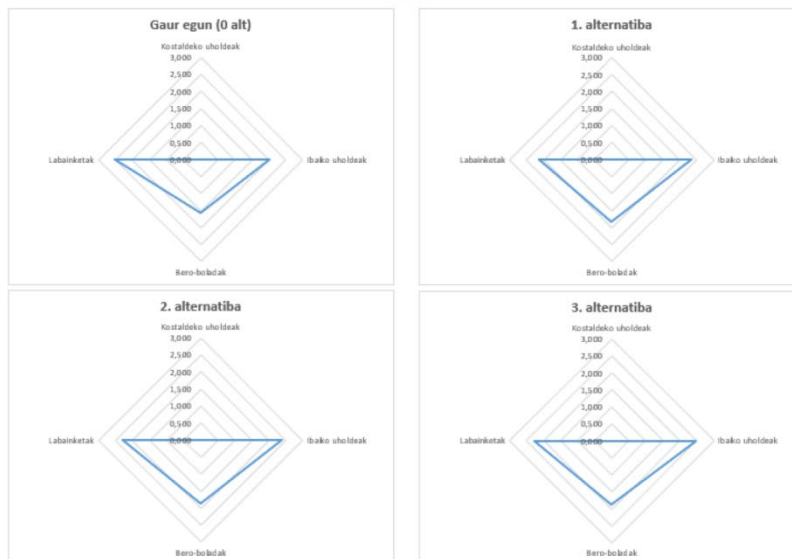 Gaur egun (0 alt)
Kostaldeko uholdeak
3,000
2,500
2,000
1,500
1,000
0,500
0,000
Labainketak
Ibaiko uholdeak
Bero-boladak
1. alternatiba
Kostaldeko uholdeak
3,000
2,500
2,000
1,500
1,000
0,500
0,000
Labainketak
Ibaiko uholdeak
Bero-boladak
2. alternatiba
Kostaldeko uholdeak
3,000
2,500
2,000
1,500
1,000
0,500
0,000
Labainketak
Ibaiko uholdeak
Bero-boladak
3. alternatiba
Kostaldeko uholdeak
3,000
2,500
2,000
1,500
1,000
0,500
0,000
Labainketak
Ibaiko uholdeak
Bero-boladak